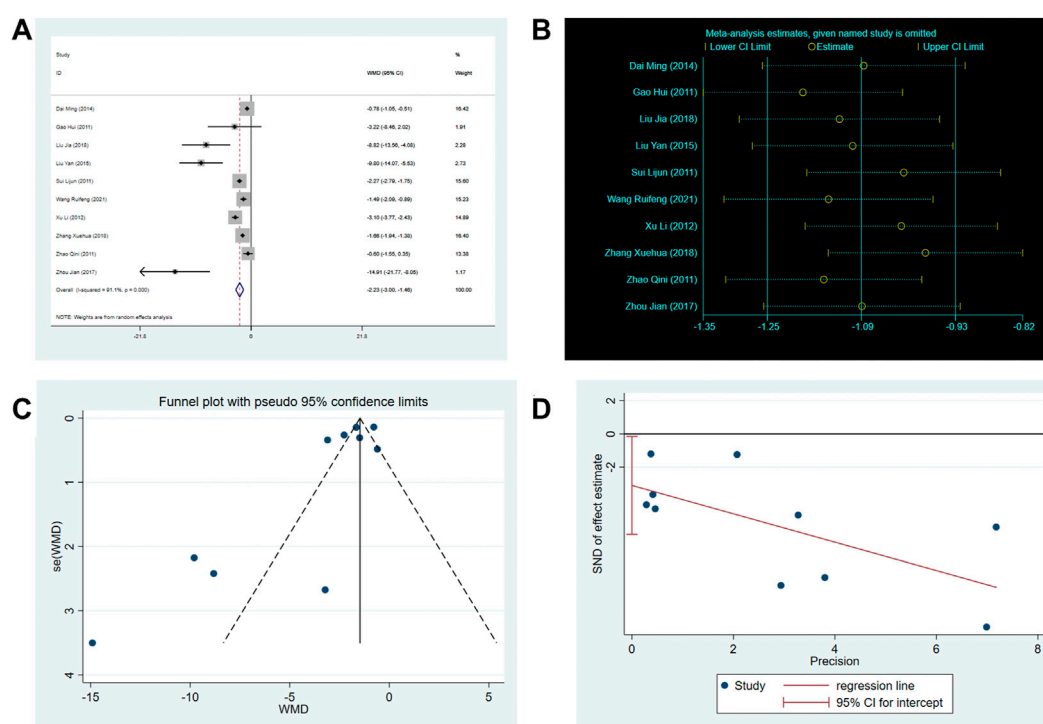 A
Study
%
ID
WMD (95% CI)
Weight
Dai Ming (2014)
-0.78 (-1.05, -0.51)
16.42
Gao Hui (2011)
-3.22 (-8.46, 2.02)
1.91
Liu Jia (2018)
-8.82 (-13.56, -4.08)
2.28
Liu Yan (2015)
-9.80 (-14.07, -5.53)
2.73
Sui Lijun (2011)
-2.27 (-2.79, -1.75)
15.60
Wang Ruifeng (2021)
-1.49 (-2.09, -0.89)
15.23
Xu Li (2012)
-3.10 (-3.77, -2.43)
14.89
Zhang Xuehua (2018)
-1.66 (-1.94, -1.38)
16.40
Zhao Qini (2011)
-0.60 (-1.55, 0.35)
13.38
Zhou Jian (2017)
-14.91 (-21.77, -8.05)
1.17
Overall (I-squared = 91.1%, p = 0.000)
-2.23 (-3.00, -1.46)
100.00
NOTE: Weights are from random effects analysis
-21.8
0
21.8
B
Meta-analysis estimates, given named study is omitted
Lower CI Limit
Estimate
Upper CI Limit
Dai Ming (2014)
Gao Hui (2011)
Liu Jia (2018)
Liu Yan (2015)
Sui Lijun (2011)
Wang Ruifeng (2021)
Xu Li (2012)
Zhang Xuehua (2018)
Zhao Qini (2011)
Zhou Jian (2017)
-1.35
-1.25
-1.09
-0.93
-0.82
C
Funnel plot with pseudo 95% confidence limits
se(WMD)
0
1
2
3
4
-15
-10
-5
0
5
WMD
D
SND of effect estimate
2
0
-2
0
2
4
6
8
Precision
Study
regression line
95% CI for intercept